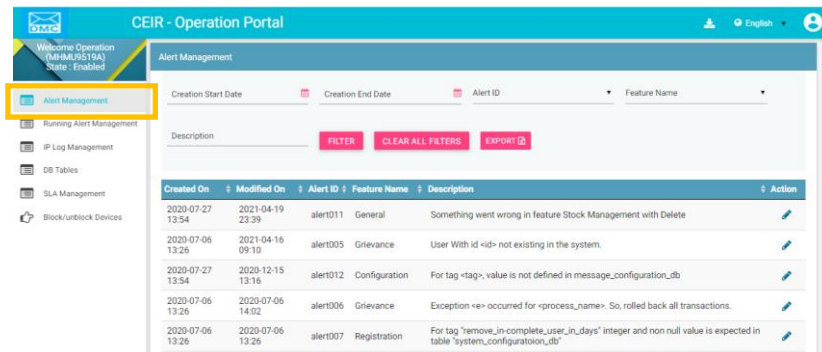 DMC
CEIR - Operation Portal
English
Welcome Operation
(MHMU9519A)
State : Enabled
Alert Management
Running Alert Management
IP Log Management
DB Tables
SLA Management
Block/unblock Devices
Alert Management
Creation Start Date Creation End Date Alert ID Feature Name
Description FILTER CLEAR ALL FILTERS EXPORT
Created On Modified On Alert ID Feature Name Description Action
2020-07-27 2021-04-19
13:54 23:39 alert011 General Something went wrong in feature Stock Management with Delete
2020-07-06 2021-04-16
13:26 09:10 alert005 Grievance User With id <id> not existing in the system.
2020-07-27 2020-12-15
13:54 13:16 alert012 Configuration For tag <tag>, value is not defined in message_configuration_db
2020-07-06 2020-07-06
13:26 14:02 alert006 Grievance Exception <e> occurred for <process_name>. So, rolled back all transactions.
2020-07-06 2020-07-06 alert007 Registration For tag "remove_in-complete_user_in_days" integer and non null value is expected in
13:26 13:26 table "system_configuratoion_db"